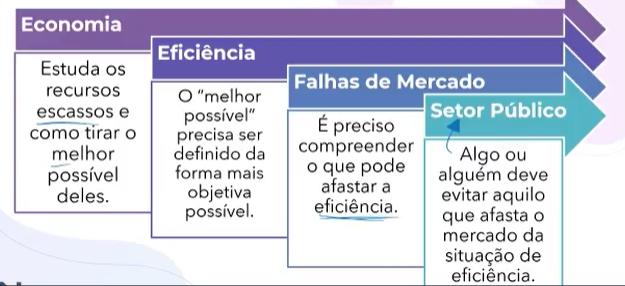 Economia
Estuda os
recursos
escassos e
como tirar o
melhor
possível
deles.
Eficiência
O “melhor
possível”
precisa ser
definido da
forma mais
objetiva
possível.
Falhas de Mercado
É preciso
compreender
o que pode
afastar a
eficiência.
Setor Público
Algo ou
alguém deve
evitar aquilo
que afasta o
mercado da
situação de
eficiência.